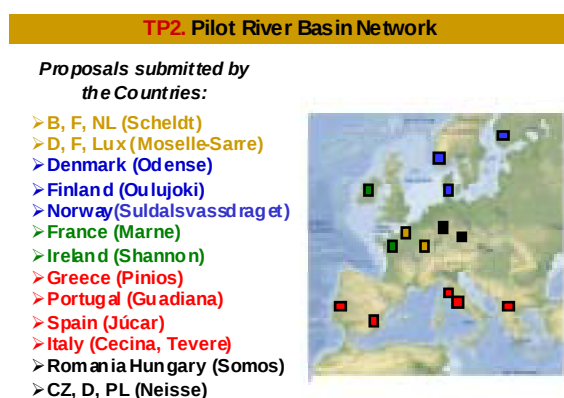 TP2. Pilot River Basin Network
Proposals submitted by
the Countries:
➢B, F, NL (Scheldt)
➢D, F, Lux (Moselle-Sarre)
➢Denmark (Odense)
➢Finland (Oulujoki)
➢Norway(Suldalsvassdraget)
➢France (Marne)
➢Ireland (Shannon)
➢Greece (Pinios)
➢Portugal (Guadiana)
➢Spain (Júcar)
➢Italy (Cecina, Tevere)
➢Romania Hungary (Somos)
➢CZ, D, PL (Neisse)